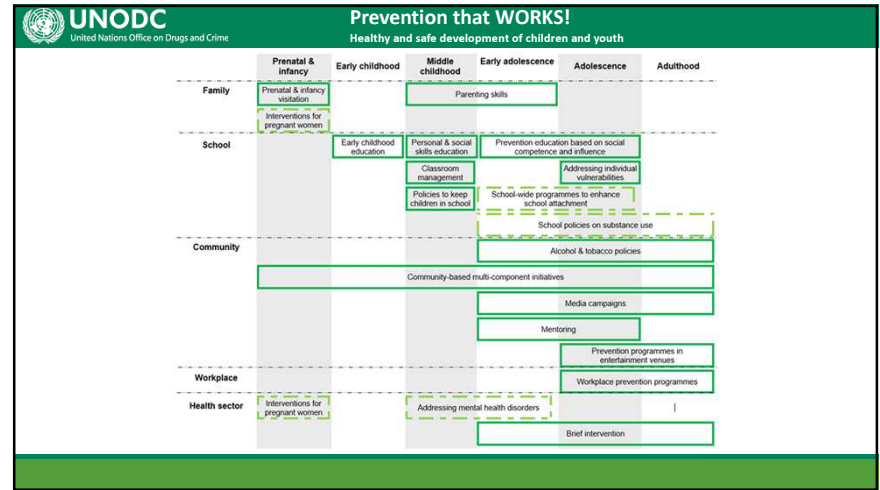 UNODC
United Nations Office on Drugs and Crime
Prevention that WORKS!
Healthy and safe development of children and youth
Prenatal &
infancy
Early childhood
Middle
childhood
Early adolescence
Adolescence
Adulthood
Family
Prenatal & infancy
visitation
Parenting skills
Interventions for
pregnant women
School
Early childhood
education
Personal & social
skills education
Prevention education based on social
competence and influence
Classroom
management
Addressing individual
vulnerabilities
Policies to keep
children in school
School-wide programmes to enhance
school attachment
School policies on substance use
Community
Alcohol & tobacco policies
Community-based multi-component initiatives
Media campaigns
Mentoring
Prevention programmes in
entertainment venues
Workplace
Workplace prevention programmes
Health sector
Interventions for
pregnant women
Addressing mental health disorders
Brief intervention